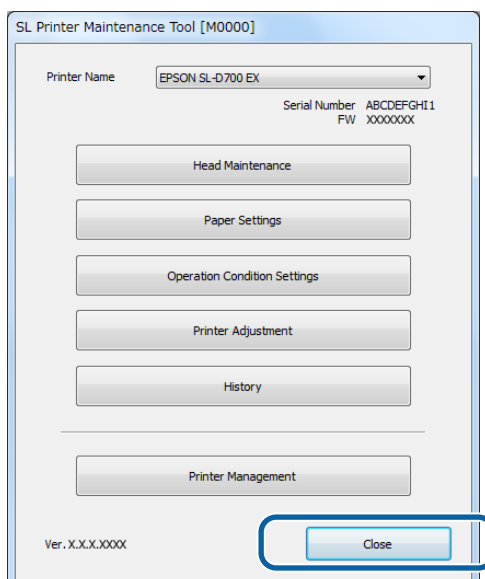 SL Printer Maintenance Tool [M0000]
Printer Name EPSON SL-D700 EX
Serial Number ABCDEFGHI1
FW XXXXXXX
Head Maintenance
Paper Settings
Operation Condition Settings
Printer Adjustment
History
Printer Management
Ver.X.X.X.XXXX Close